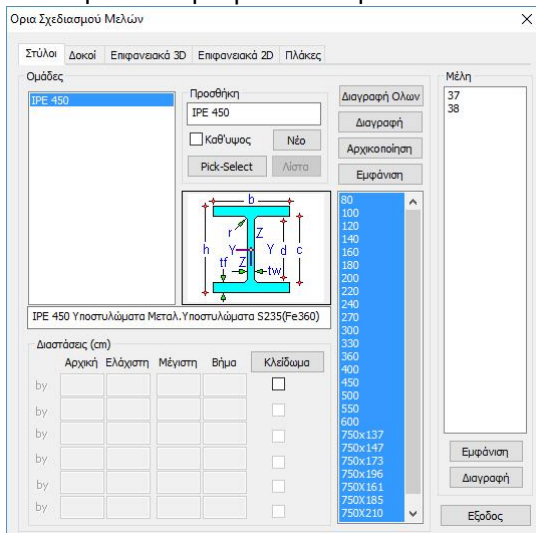 Ορια Σχεδιασμού Μελών
Στύλοι Δοκοί Επιφανειακά 3D Επιφανειακά 2D Πλάκες
Ομάδες
IPE 450
Προσθήκη
IPE 450
Καθ'υψος Νέο
Pick-Select Λίστα
Διαγραφή Ολων
Διαγραφή
Αρχικοποίηση
Εμφάνιση
Μέλη
37
38
b
r Z
h Y Y d c
tf Z tw
80
100
120
140
160
180
200
220
240
270
300
330
360
400
450
500
550
600
750x137
750x147
750x173
750x196
750X161
750X185
750X210
IPE 450 Υποστυλώματα Μεταλ.Υποστυλώματα S235(Fe360)
Διαστάσεις (cm)
Αρχική Ελάχιστη Μέγιστη Βήμα Κλείδωμα
by
by
by
by
by
by
Εμφάνιση
Διαγραφή
Εξοδος